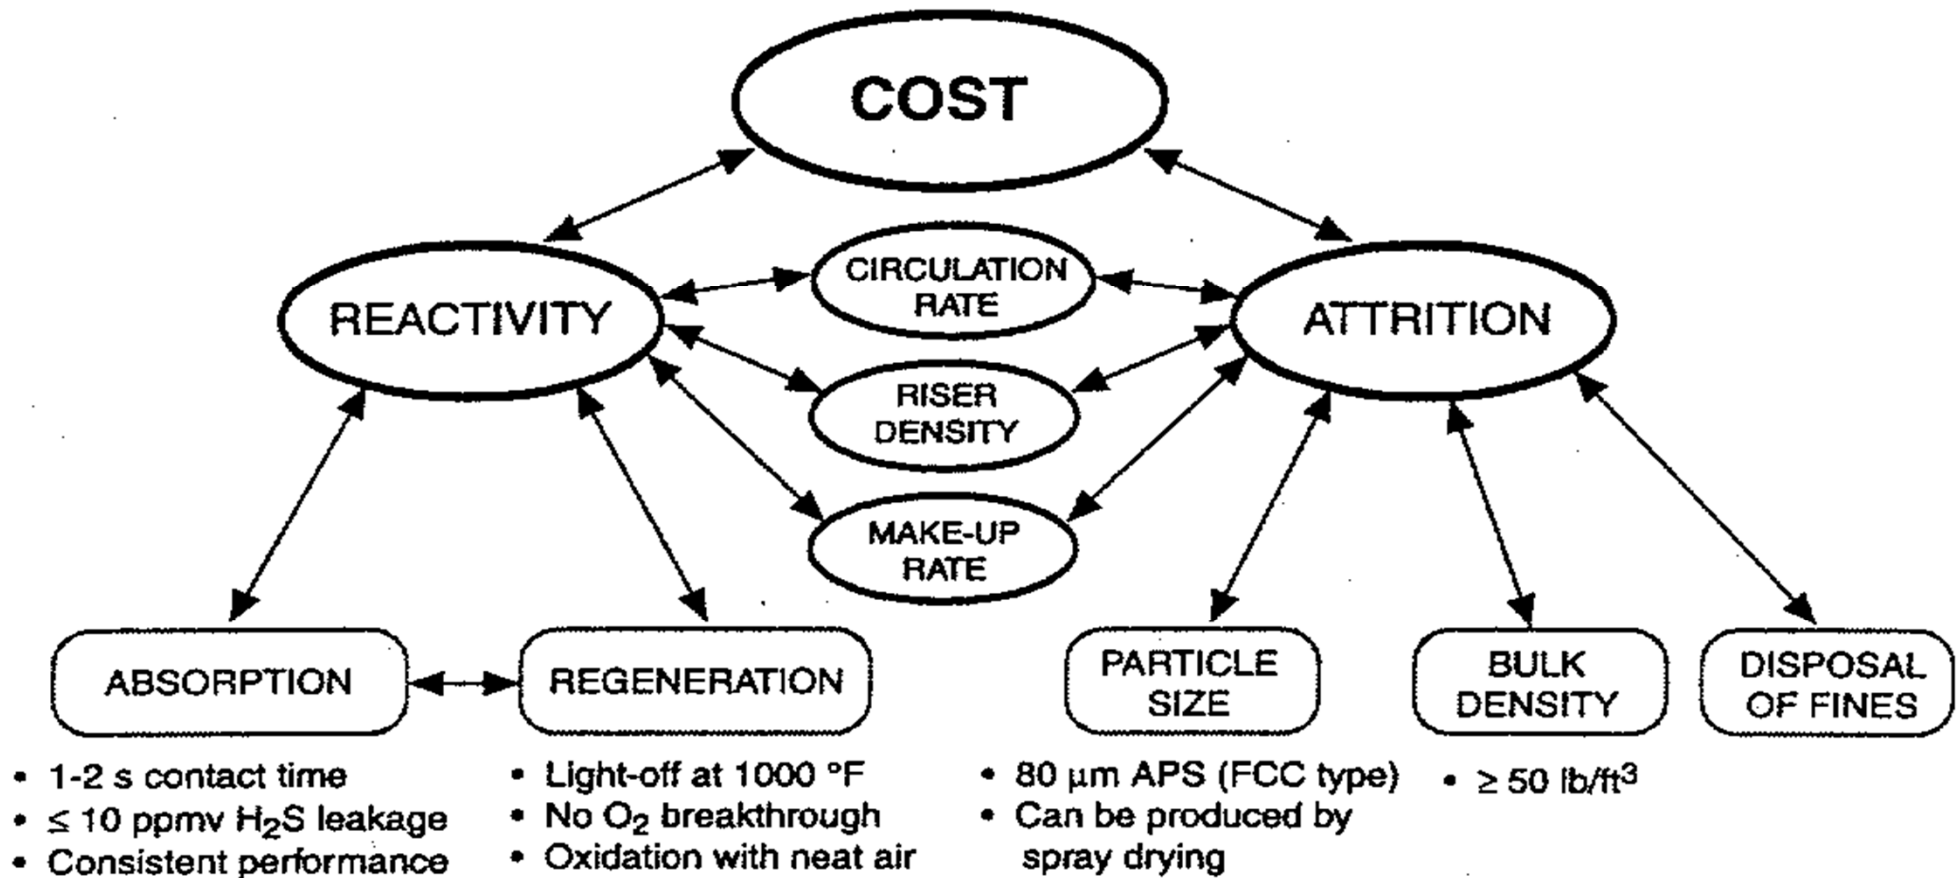 COST
REACTIVITY
CIRCULATION
RATE
ATTRITION
RISER
DENSITY
MAKE-UP
RATE
ABSORPTION
REGENERATION
PARTICLE
SIZE
BULK
DENSITY
DISPOSAL
OF FINES
• 1-2 s contact time
• ≤ 10 ppmv H₂S leakage
• Consistent performance
• Light-off at 1000 °F
• No O₂ breakthrough
• Oxidation with neat air
• 80 µm APS (FCC type)
• Can be produced by
spray drying
• ≥ 50 lb/ft³